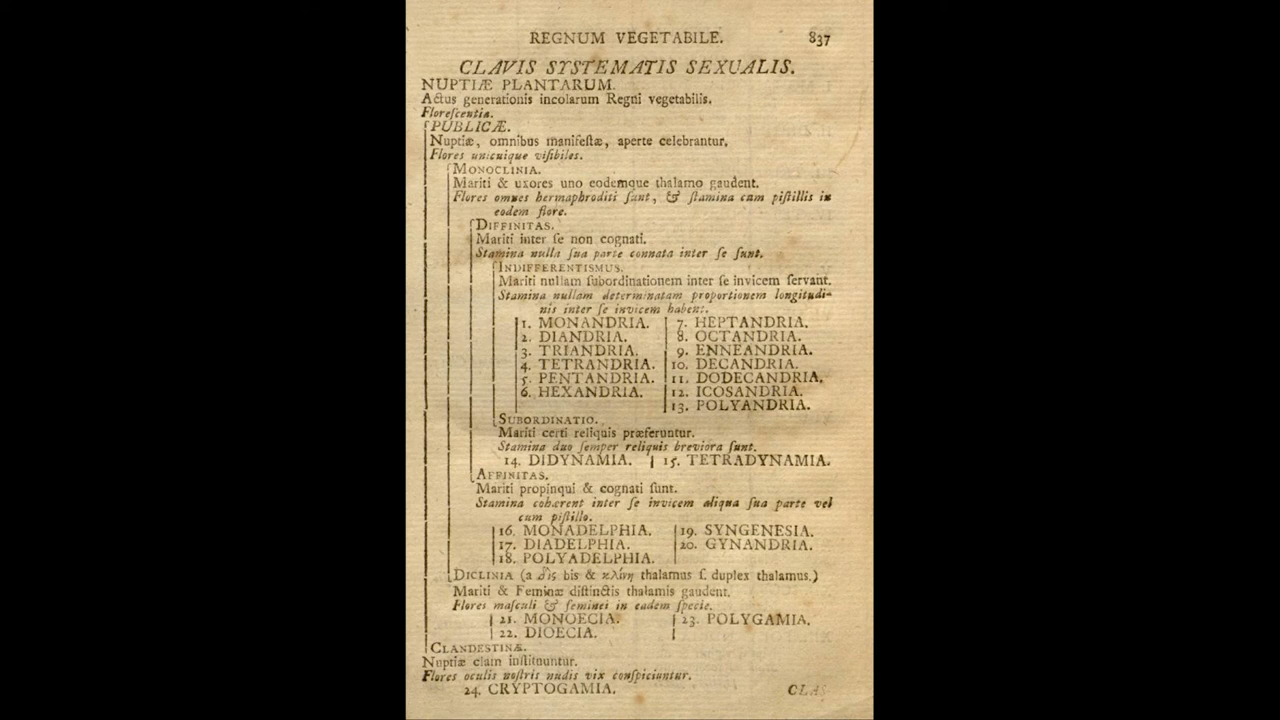 REGNUM VEGETABILE. 837
CLAVIS SYSTEMATIS SEXUALIS.
NUPTIÆ PLANTARUM.
Actus generationis incolarum Regni vegetabilis.
Floreſcentia.
PUBLICÆ.
Nuptiæ, omnibus manifeſtæ, aperte celebrantur.
Flores unicuique viſibiles.
MONOCLINIA.
Mariti & uxores uno eodemque thalamo gaudent.
Flores omnes hermaphroditi ſunt, & ſtamina cum piſtillis in
eodem flore.
DIFFINITAS.
Mariti inter ſe non cognati.
Stamina nulla ſua parte connata inter ſe ſunt.
INDIFFERENTISMUS.
Mariti nullam ſubordinationem inter ſe invicem ſervant.
Stamina nullam determinatam proportionem longitudi-
nis inter ſe invicem habent.
1. MONANDRIA. 7. HEPTANDRIA.
2. DIANDRIA. 8. OCTANDRIA.
3. TRIANDRIA. 9. ENNEANDRIA.
4. TETRANDRIA. 10. DECANDRIA.
5. PENTANDRIA. 11. DODECANDRIA.
6. HEXANDRIA. 12. ICOSANDRIA.
13. POLYANDRIA.
SUBORDINATIO.
Mariti certi reliquis præferuntur.
Stamina duo ſemper reliquis breviora ſunt.
14. DIDYNAMIA. 15. TETRADYNAMIA.
AFFINITAS.
Mariti propinqui & cognati ſunt.
Stamina cohærent inter ſe invicem aliqua ſua parte vel
cum piſtillo.
16. MONADELPHIA. 19. SYNGENESIA.
17. DIADELPHIA. 20. GYNANDRIA.
18. POLYADELPHIA.
DICLINIA (a δὶς bis & κλίνη thalamus ſ. duplex thalamus.)
Mariti & Feminæ diſtinctis thalamis gaudent.
Flores maſculi & feminei in eadem ſpecie.
21. MONOECIA. 23. POLYGAMIA.
22. DIOECIA.
CLANDESTINÆ.
Nuptiæ clam inſtituuntur.
Flores oculis noſtris nudis vix conſpiciuntur.
24. CRYPTOGAMIA. CLAS